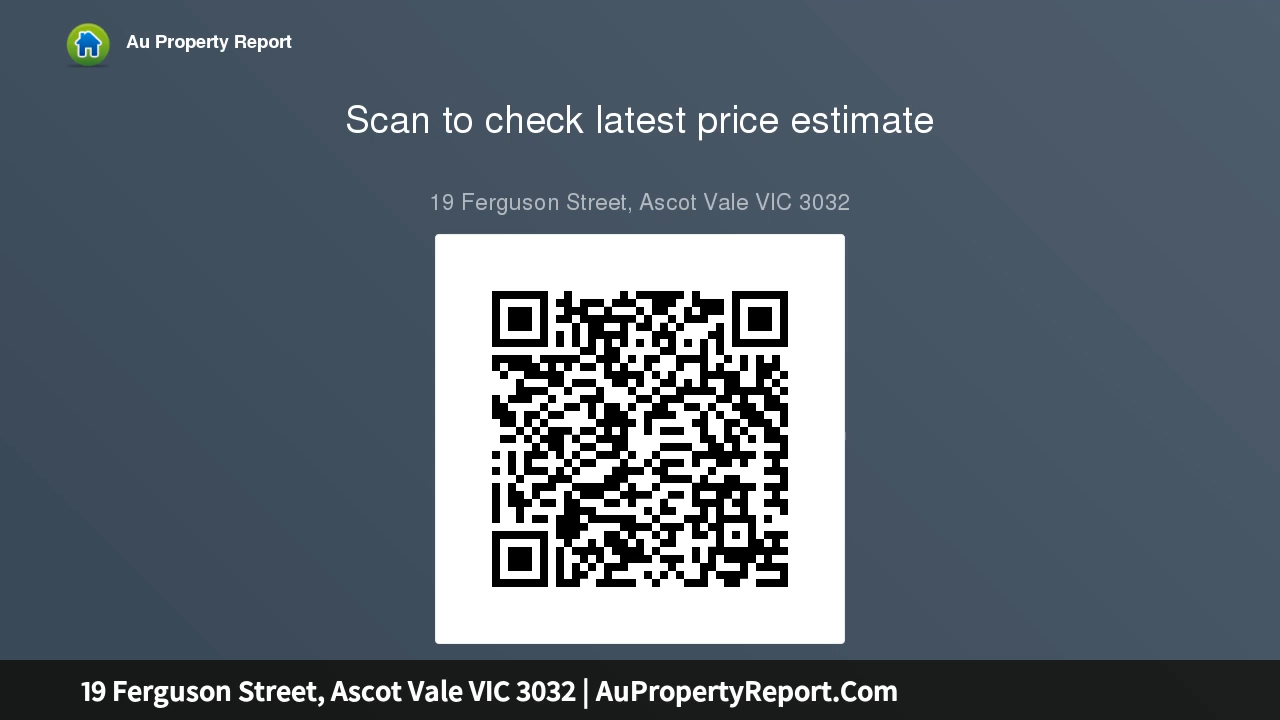 Au Property Report
Scan to check latest price estimate
19 Ferguson Street, Ascot Vale VIC 3032
19 Ferguson Street, Ascot Vale VIC 3032 | AuPropertyReport.Com